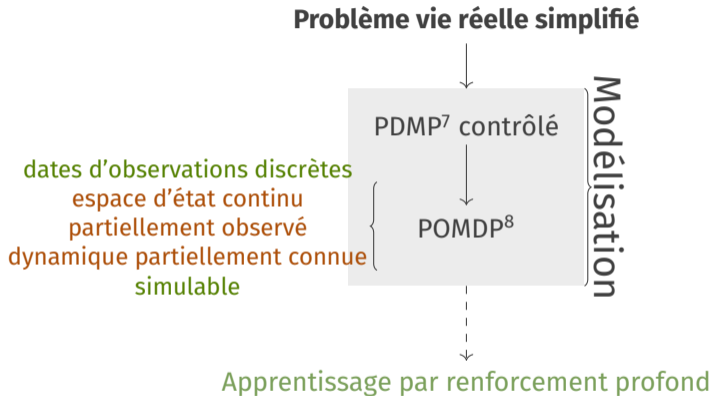 Problème vie réelle simplifié
PDMP⁷ contrôlé
Modélisation
dates d'observations discrètes
espace d'état continu
partiellement observé
dynamique partiellement connue
simulable
POMDP⁸
Apprentissage par renforcement profond